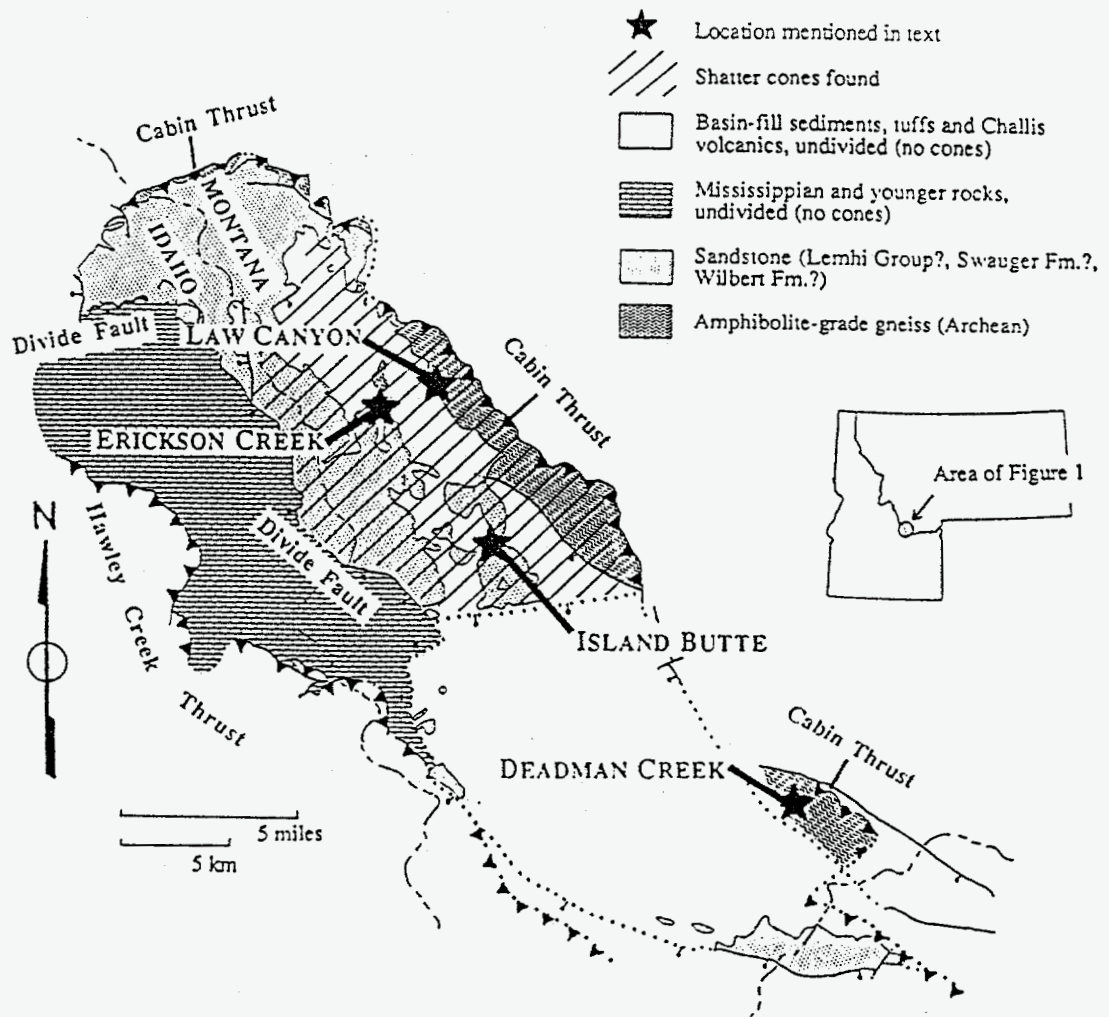 Location mentioned in text
Shatter cones found
Basin-fill sediments, tuffs and Challis
volcanics, undivided (no cones)
Mississippian and younger rocks,
undivided (no cones)
Sandstone (Lemhi Group?, Swauger Fm.?,
Wilbert Fm.?)
Amphibolite-grade gneiss (Archean)
Cabin Thrust
MONTANA
IDAHO
Divide Fault
LAW CANYON
Cabin Thrust
ERICKSON CREEK
Area of Figure 1
N
Hawley Creek Thrust
Divide Fault
ISLAND BUTTE
Cabin Thrust
DEADMAN CREEK
5 miles
5 km